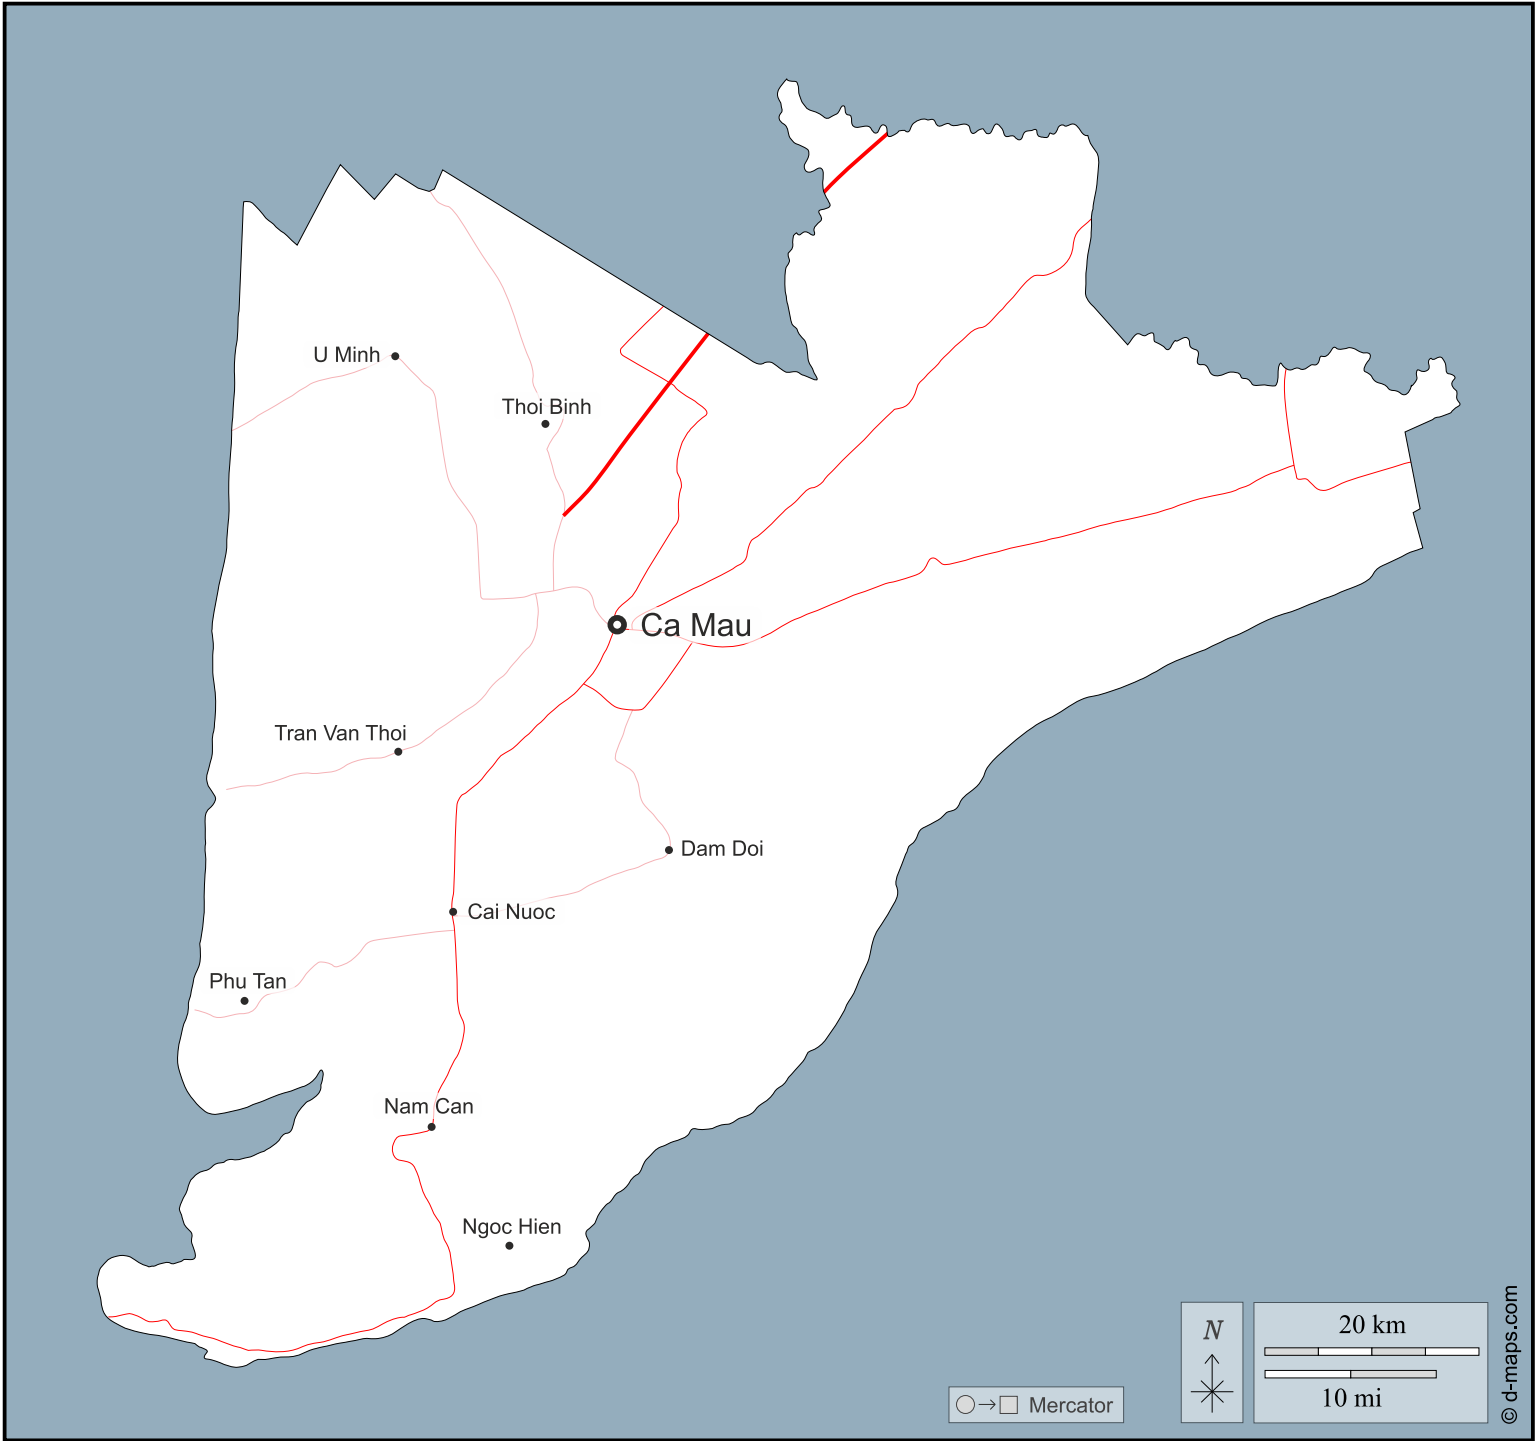 U Minh
Thoi Binh
Ca Mau
Tran Van Thoi
Dam Doi
Cai Nuoc
Phu Tan
Nam Can
Ngoc Hien
N
20 km
10 mi
Mercator
© d-maps.com